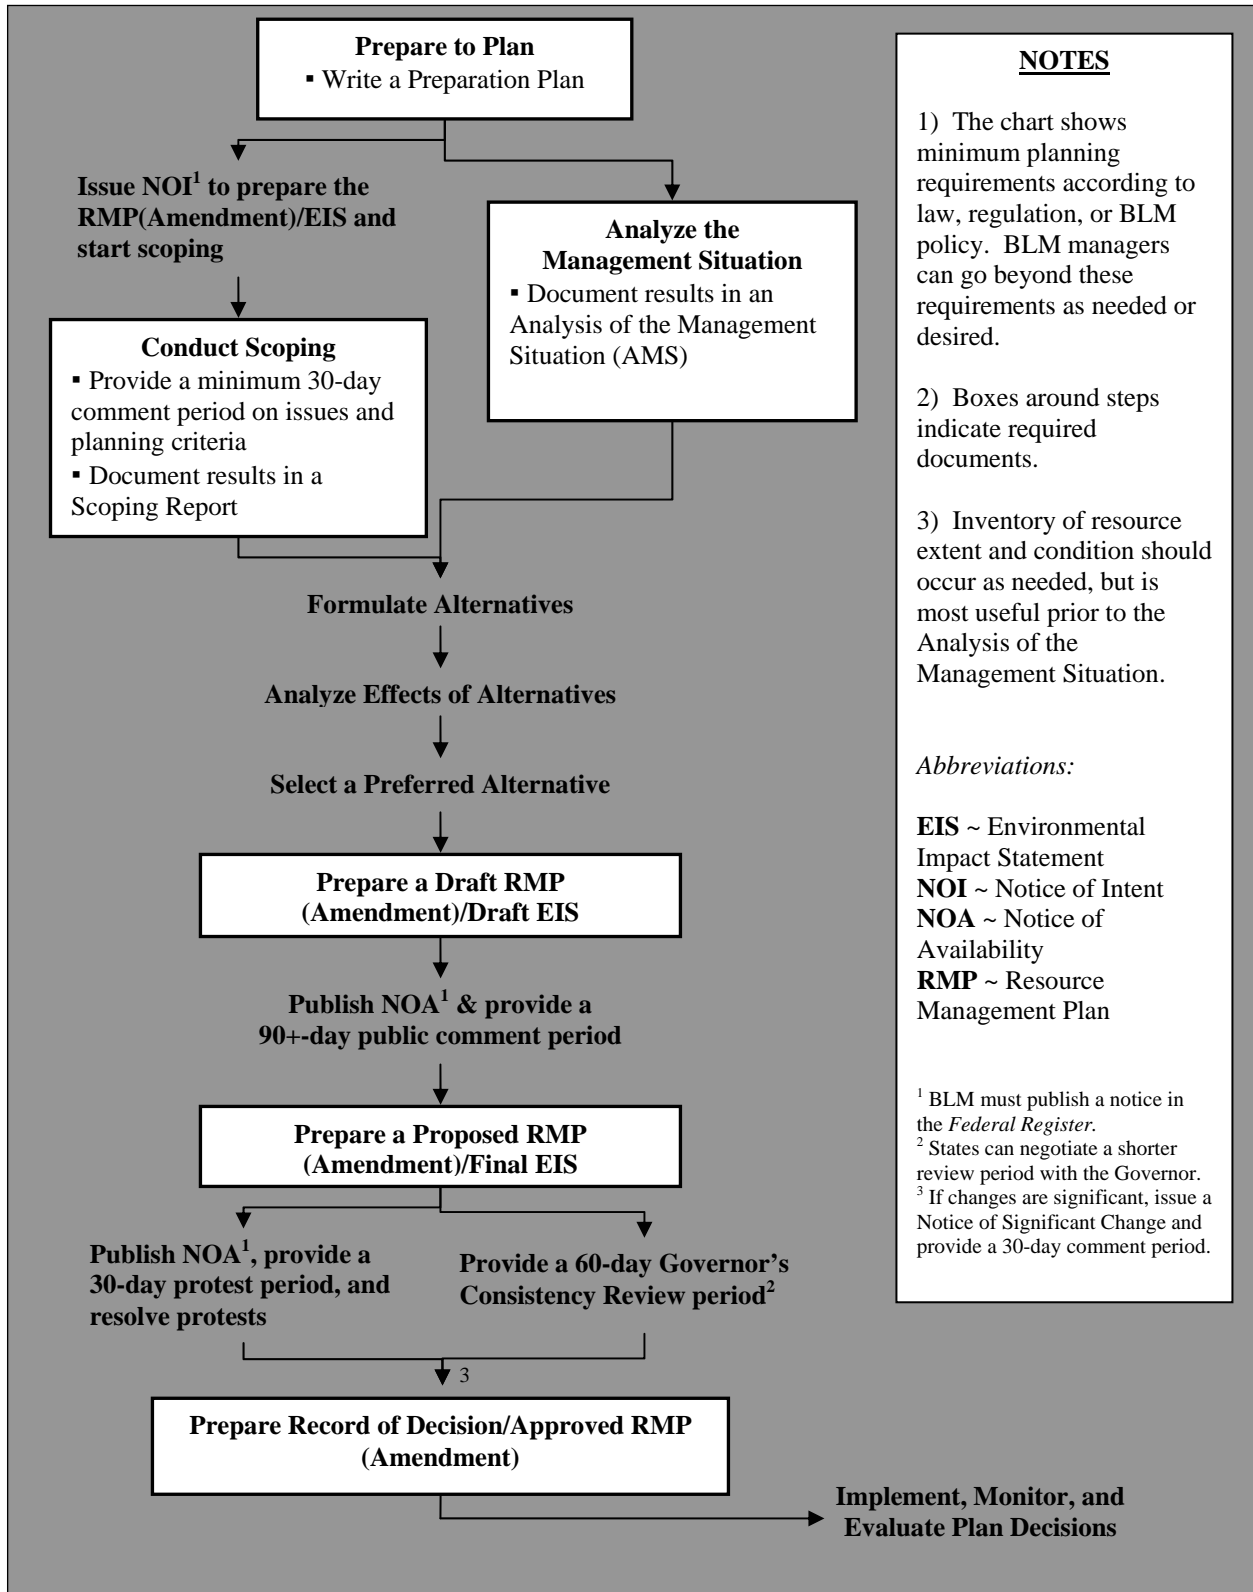 Prepare to Plan
▪ Write a Preparation Plan
Issue NOI¹ to prepare the
RMP(Amendment)/EIS and
start scoping
Analyze the
Management Situation
▪ Document results in an
Analysis of the Management
Situation (AMS)
Conduct Scoping
▪ Provide a minimum 30-day
comment period on issues and
planning criteria
▪ Document results in a
Scoping Report
Formulate Alternatives
Analyze Effects of Alternatives
Select a Preferred Alternative
Prepare a Draft RMP
(Amendment)/Draft EIS
Publish NOA¹ & provide a
90+-day public comment period
Prepare a Proposed RMP
(Amendment)/Final EIS
Publish NOA¹, provide a
30-day protest period, and
resolve protests
Provide a 60-day Governor’s
Consistency Review period²
3
Prepare Record of Decision/Approved RMP
(Amendment)
Implement, Monitor, and
Evaluate Plan Decisions
NOTES
1) The chart shows
minimum planning
requirements according to
law, regulation, or BLM
policy. BLM managers
can go beyond these
requirements as needed or
desired.
2) Boxes around steps
indicate required
documents.
3) Inventory of resource
extent and condition should
occur as needed, but is
most useful prior to the
Analysis of the
Management Situation.
Abbreviations:
EIS ~ Environmental
Impact Statement
NOI ~ Notice of Intent
NOA ~ Notice of
Availability
RMP ~ Resource
Management Plan
¹ BLM must publish a notice in
the Federal Register.
² States can negotiate a shorter
review period with the Governor.
³ If changes are significant, issue a
Notice of Significant Change and
provide a 30-day comment period.